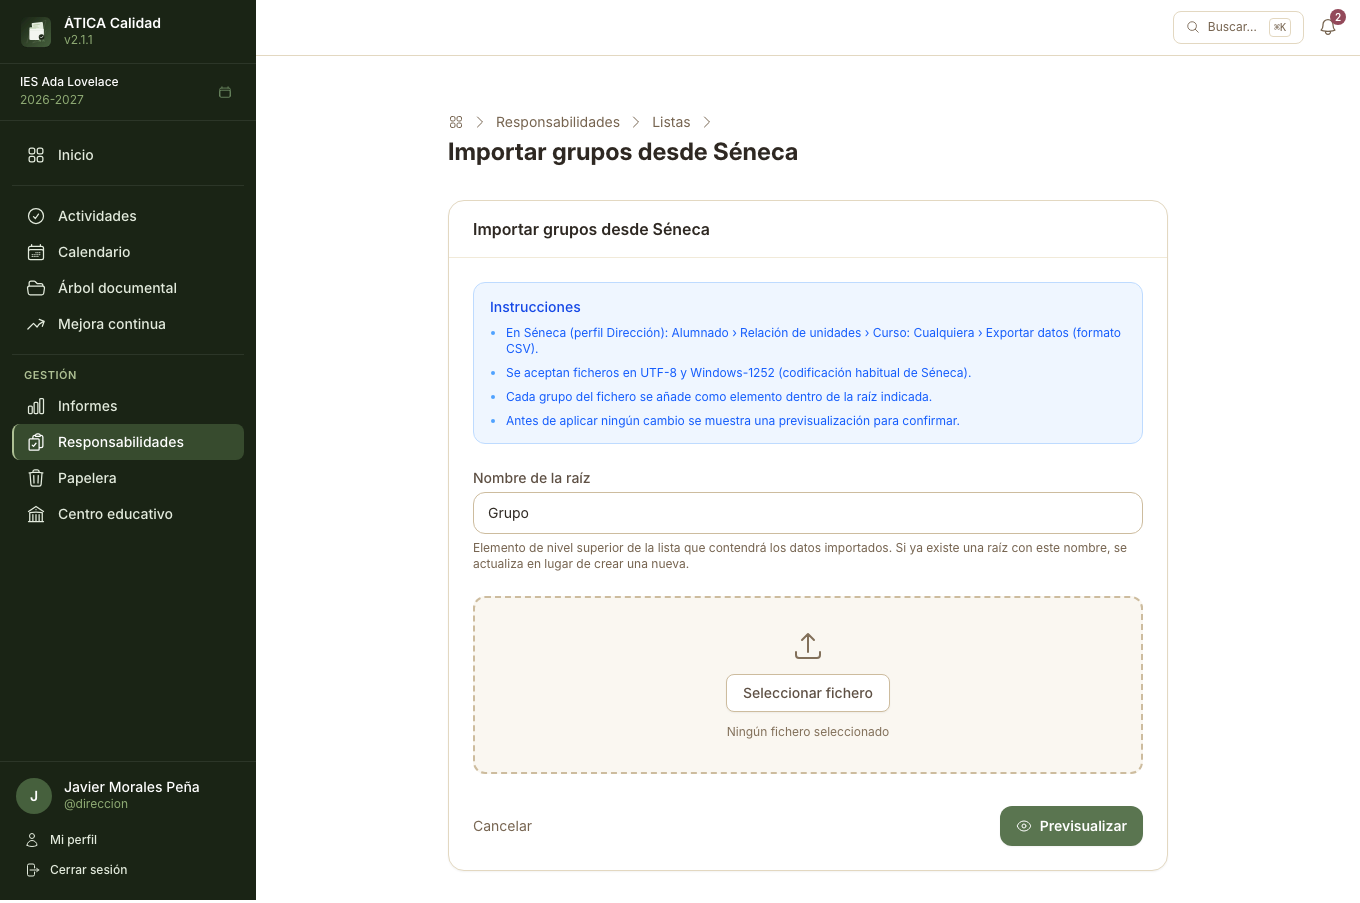 ÁTICA Calidad
v2.1.1
IES Ada Lovelace
2026-2027
Inicio
Actividades
Calendario
Árbol documental
Mejora continua
GESTIÓN
Informes
Responsabilidades
Papelera
Centro educativo
J
Javier Morales Peña
@direccion
Mi perfil
Cerrar sesión
Buscar...
⌘K
2
Responsabilidades
Listas
Importar grupos desde Séneca
Importar grupos desde Séneca
Instrucciones
• En Séneca (perfil Dirección): Alumnado › Relación de unidades › Curso: Cualquiera › Exportar datos (formato
CSV).
• Se aceptan ficheros en UTF-8 y Windows-1252 (codificación habitual de Séneca).
• Cada grupo del fichero se añade como elemento dentro de la raíz indicada.
• Antes de aplicar ningún cambio se muestra una previsualización para confirmar.
Nombre de la raíz
Grupo
Elemento de nivel superior de la lista que contendrá los datos importados. Si ya existe una raíz con este nombre, se
actualiza en lugar de crear una nueva.
Seleccionar fichero
Ningún fichero seleccionado
Cancelar
Previsualizar